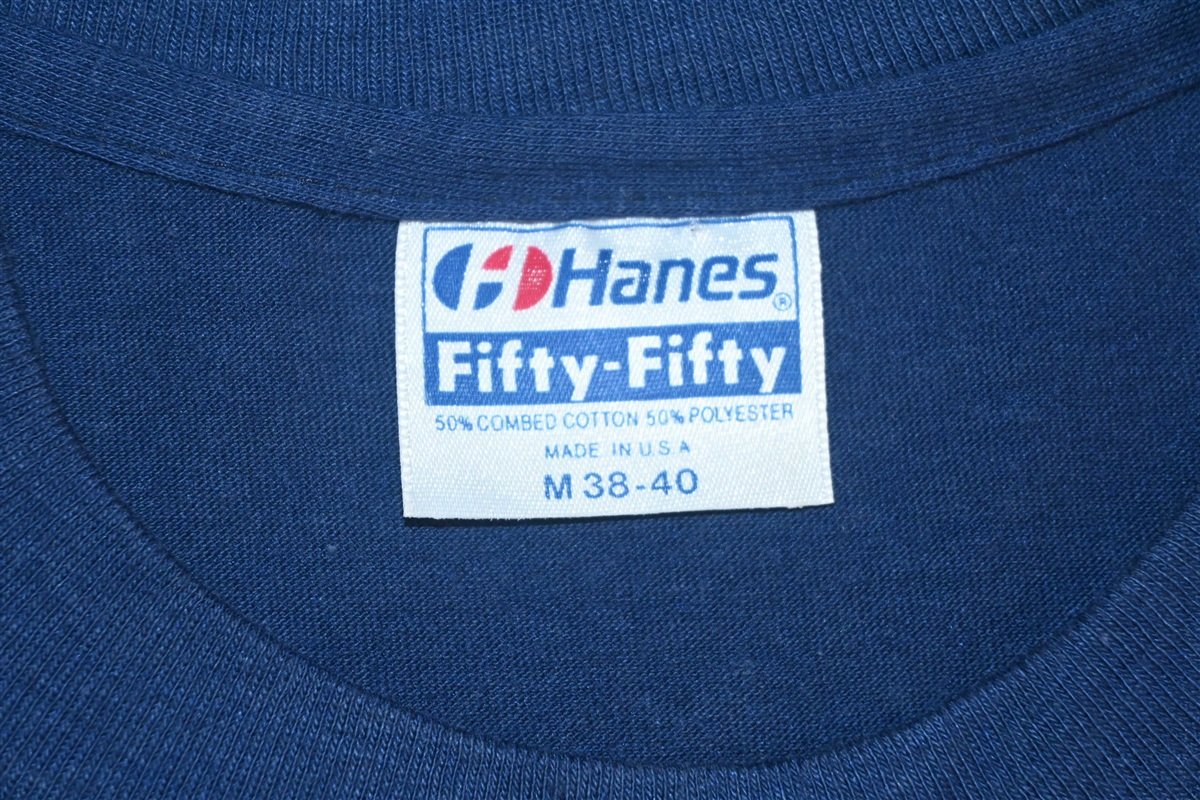 Hanes®
Fifty-Fifty
50% COMBED COTTON 50% POLYESTER
MADE IN U.S.A
M 38-40